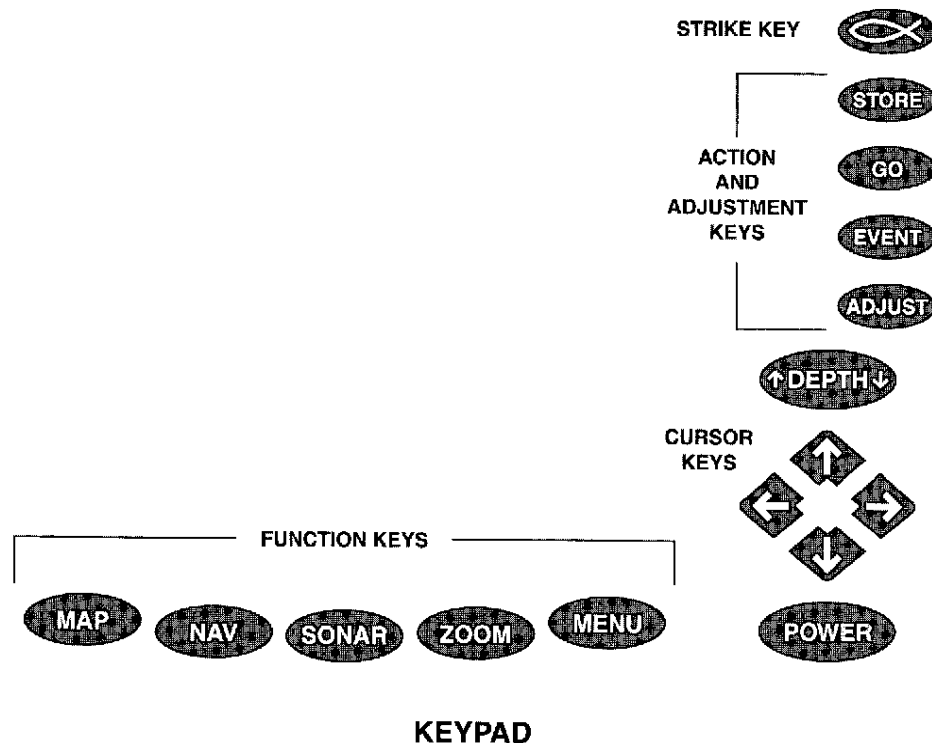 STRIKE KEY
STORE
ACTION
AND
ADJUSTMENT
KEYS
GO
EVENT
ADJUST
↑ DEPTH ↓
CURSOR
KEYS
FUNCTION KEYS
MAP
NAV
SONAR
ZOOM
MENU
POWER
KEYPAD